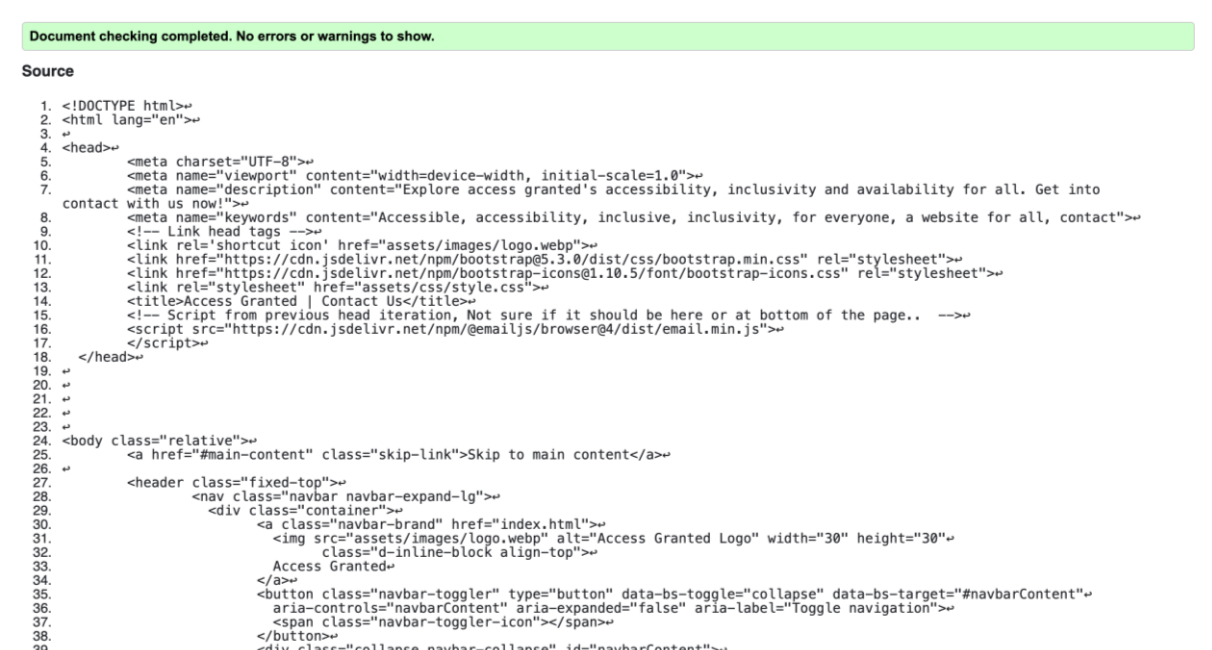 Document checking completed. No errors or warnings to show.
Source
1. <!DOCTYPE html>↩
2. <html lang="en">↩
3. ↩
4. <head>↩
5. <meta charset="UTF-8">↩
6. <meta name="viewport" content="width=device-width, initial-scale=1.0">↩
7. <meta name="description" content="Explore access granted's accessibility, inclusivity and availability for all. Get into
contact with us now!">↩
8. <meta name="keywords" content="Accessible, accessibility, inclusive, inclusivity, for everyone, a website for all, contact">↩
9. <!-- Link head tags -->↩
10. <link rel='shortcut icon' href="assets/images/logo.webp">↩
11. <link href="https://cdn.jsdelivr.net/npm/bootstrap@5.3.0/dist/css/bootstrap.min.css" rel="stylesheet">↩
12. <link href="https://cdn.jsdelivr.net/npm/bootstrap-icons@1.10.5/font/bootstrap-icons.css" rel="stylesheet">↩
13. <link rel="stylesheet" href="assets/css/style.css">↩
14. <title>Access Granted | Contact Us</title>↩
15. <!-- Script from previous head iteration, Not sure if it should be here or at bottom of the page..  -->↩
16. <script src="https://cdn.jsdelivr.net/npm/@emailjs/browser@4/dist/email.min.js">↩
17. </script>↩
18. </head>↩
19. ↩
20. ↩
21. ↩
22. ↩
23. ↩
24. <body class="relative">↩
25. <a href="#main-content" class="skip-link">Skip to main content</a>↩
26. ↩
27. <header class="fixed-top">↩
28. <nav class="navbar navbar-expand-lg">↩
29. <div class="container">↩
30. <a class="navbar-brand" href="index.html">↩
31. <img src="assets/images/logo.webp" alt="Access Granted Logo" width="30" height="30"↩
32. class="d-inline-block align-top">↩
33. Access Granted↩
34. </a>↩
35. <button class="navbar-toggler" type="button" data-bs-toggle="collapse" data-bs-target="#navbarContent"↩
36. aria-controls="navbarContent" aria-expanded="false" aria-label="Toggle navigation">↩
37. <span class="navbar-toggler-icon"></span>↩
38. </button>↩
39. <div class="collapse navbar-collapse" id="navbarContent">↩